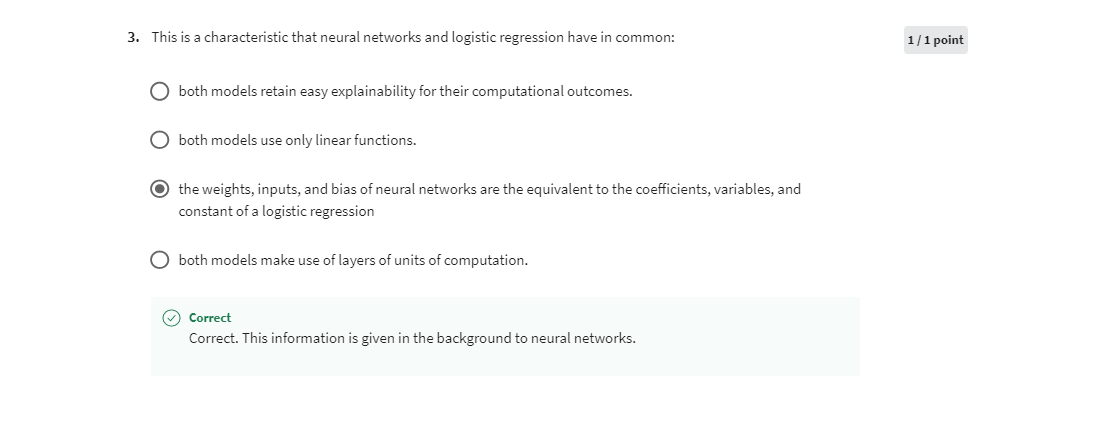 3. This is a characteristic that neural networks and logistic regression have in common:
1 / 1 point
both models retain easy explainability for their computational outcomes.
both models use only linear functions.
the weights, inputs, and bias of neural networks are the equivalent to the coefficients, variables, and
constant of a logistic regression
both models make use of layers of units of computation.
Correct
Correct. This information is given in the background to neural networks.